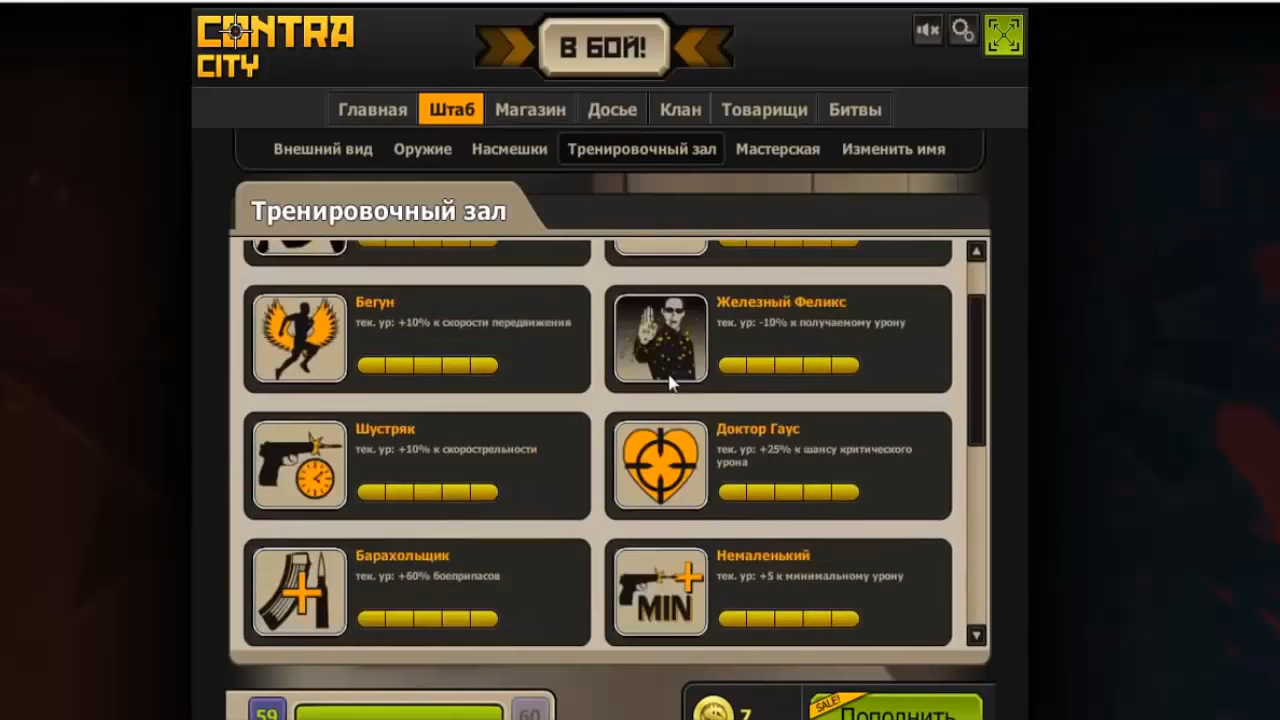 CONTRA
CITY
В БОЙ!
Главная Штаб Магазин Досье Клан Товарищи Битвы
Внешний вид Оружие Насмешки Тренировочный зал Мастерская Изменить имя
Тренировочный зал
Бегун
тек. ур: +10% к скорости передвижения
Железный Феликс
тек. ур: -10% к получаемому урону
Шустряк
тек. ур: +10% к скорострельности
Доктор Гаус
тек. ур: +25% к шансу критического
урона
Барахольщик
тек. ур: +60% боеприпасов
MIN
Немаленький
тек. ур: +5 к минимальному урону
59
60
7
SALE!
Пополнить